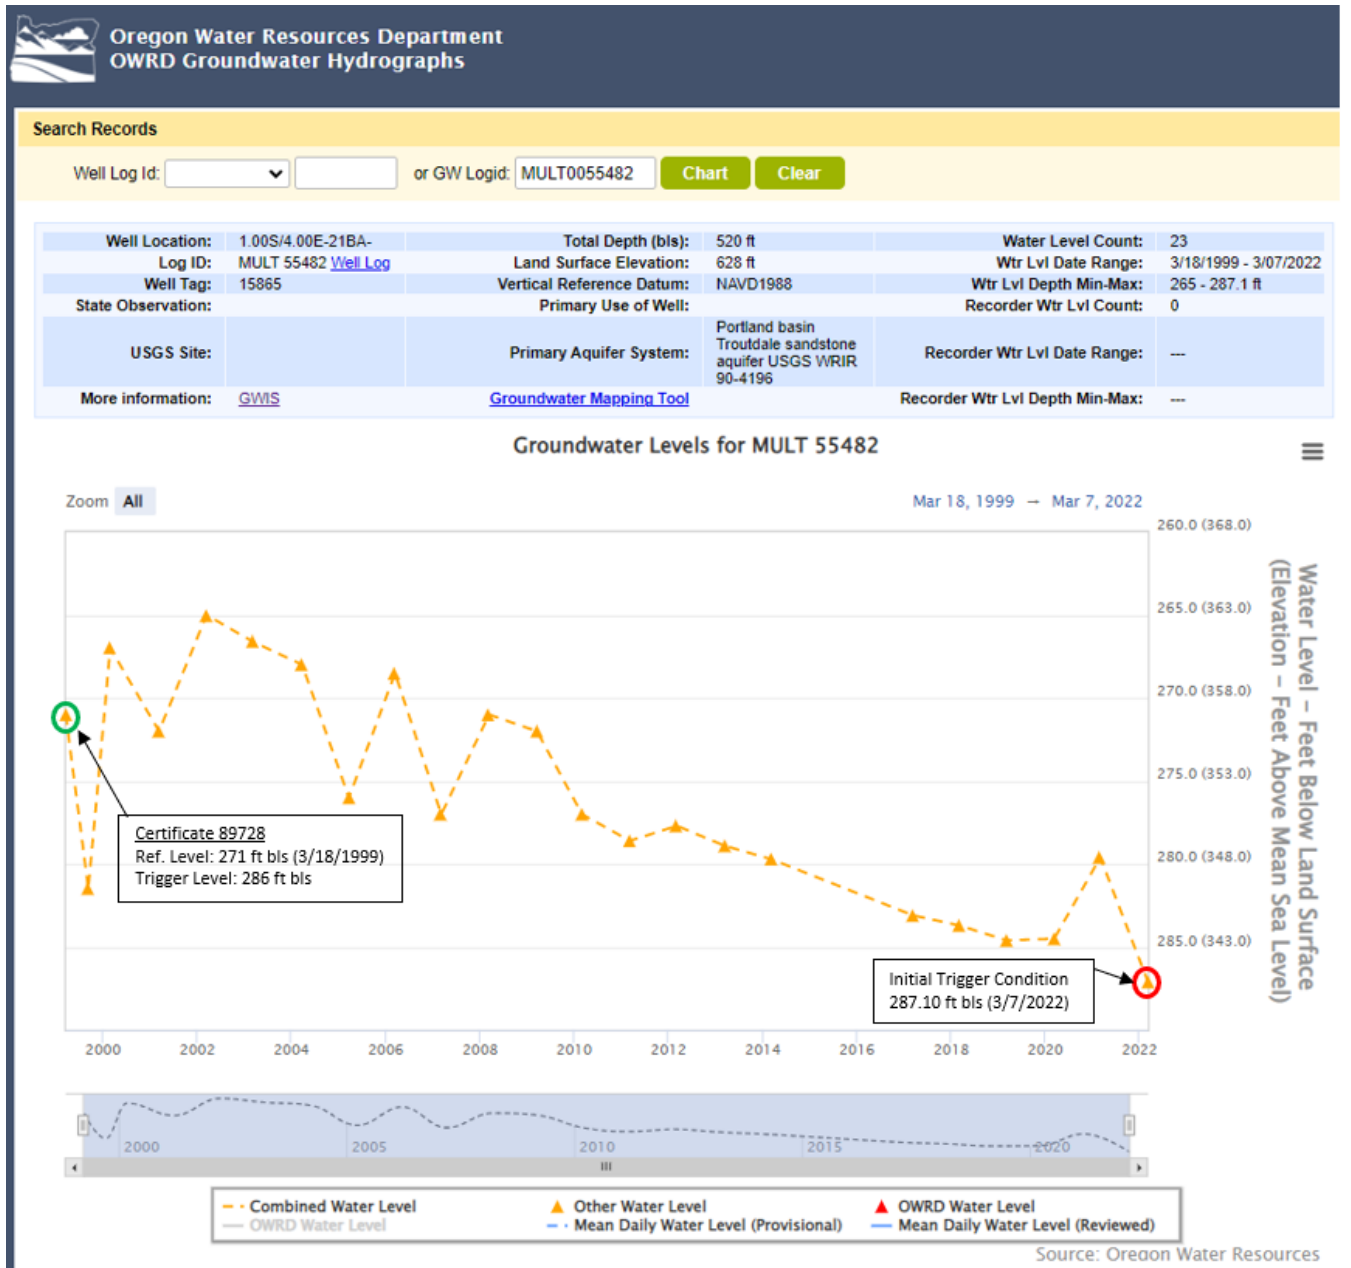 Oregon Water Resources Department
OWRD Groundwater Hydrographs
Search Records
Well Log Id: or GW Logid: MULT0055482 Chart Clear
Well Location: 1.00S/4.00E-21BA- Total Depth (bls): 520 ft Water Level Count: 23
Log ID: MULT 55482 Well Log Land Surface Elevation: 628 ft Wtr Lvl Date Range: 3/18/1999 - 3/07/2022
Well Tag: 15865 Vertical Reference Datum: NAVD1988 Wtr Lvl Depth Min-Max: 265 - 287.1 ft
State Observation: Primary Use of Well: Recorder Wtr Lvl Count: 0
USGS Site: Primary Aquifer System: Portland basin
Troutdale sandstone
aquifer USGS WRIR
90-4196
Recorder Wtr Lvl Date Range: ---
More information: GWIS Groundwater Mapping Tool Recorder Wtr Lvl Depth Min-Max: ---
Groundwater Levels for MULT 55482
Zoom All Mar 18, 1999 → Mar 7, 2022
260.0 (368.0)
265.0 (363.0)
270.0 (358.0)
275.0 (353.0)
280.0 (348.0)
285.0 (343.0)
Water Level – Feet Below Land Surface
(Elevation – Feet Above Mean Sea Level)
Certificate 89728
Ref. Level: 271 ft bls (3/18/1999)
Trigger Level: 286 ft bls
Initial Trigger Condition
287.10 ft bls (3/7/2022)
2000 2002 2004 2006 2008 2010 2012 2014 2016 2018 2020 2022
2000 2005 2010 2015 2020
Combined Water Level Other Water Level OWRD Water Level
OWRD Water Level Mean Daily Water Level (Provisional) Mean Daily Water Level (Reviewed)
Source: Oregon Water Resources